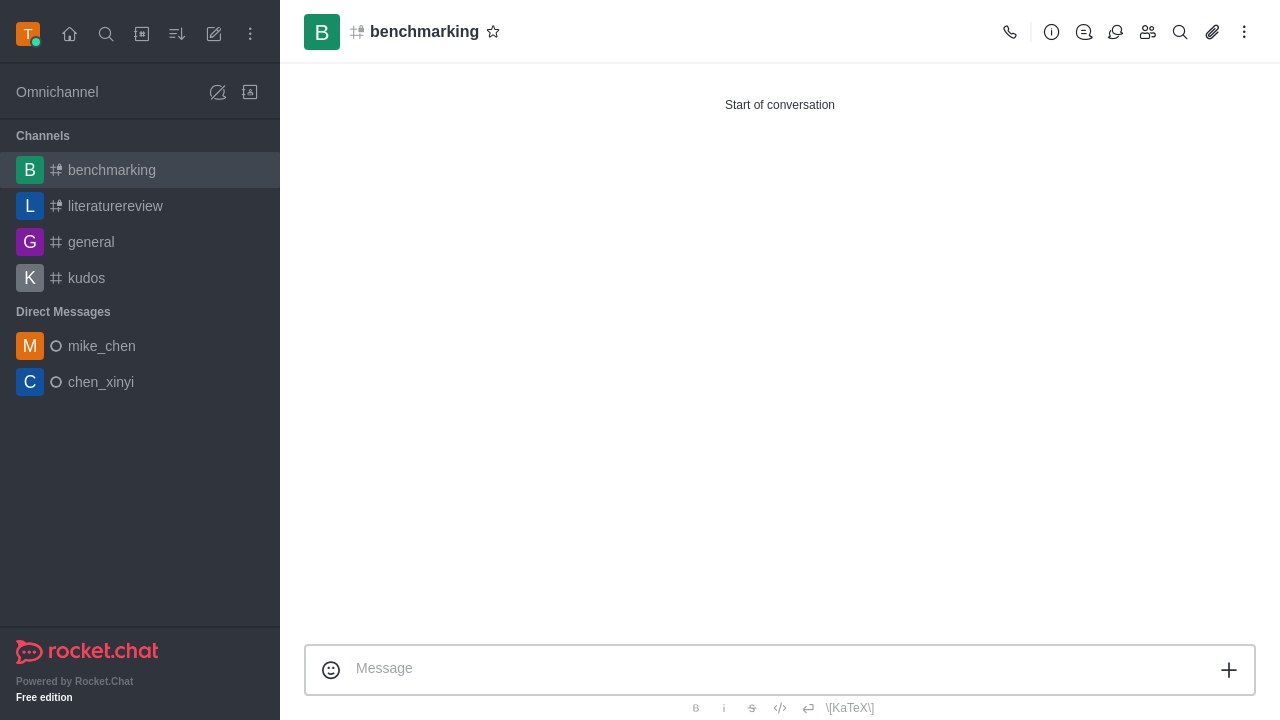 T
Omnichannel
Channels
B benchmarking
L literaturereview
G general
K kudos
Direct Messages
M mike_chen
C chen_xinyi
rocket.chat
Powered by Rocket.Chat
Free edition
B benchmarking
Start of conversation
Message
B i S \[KaTeX\]